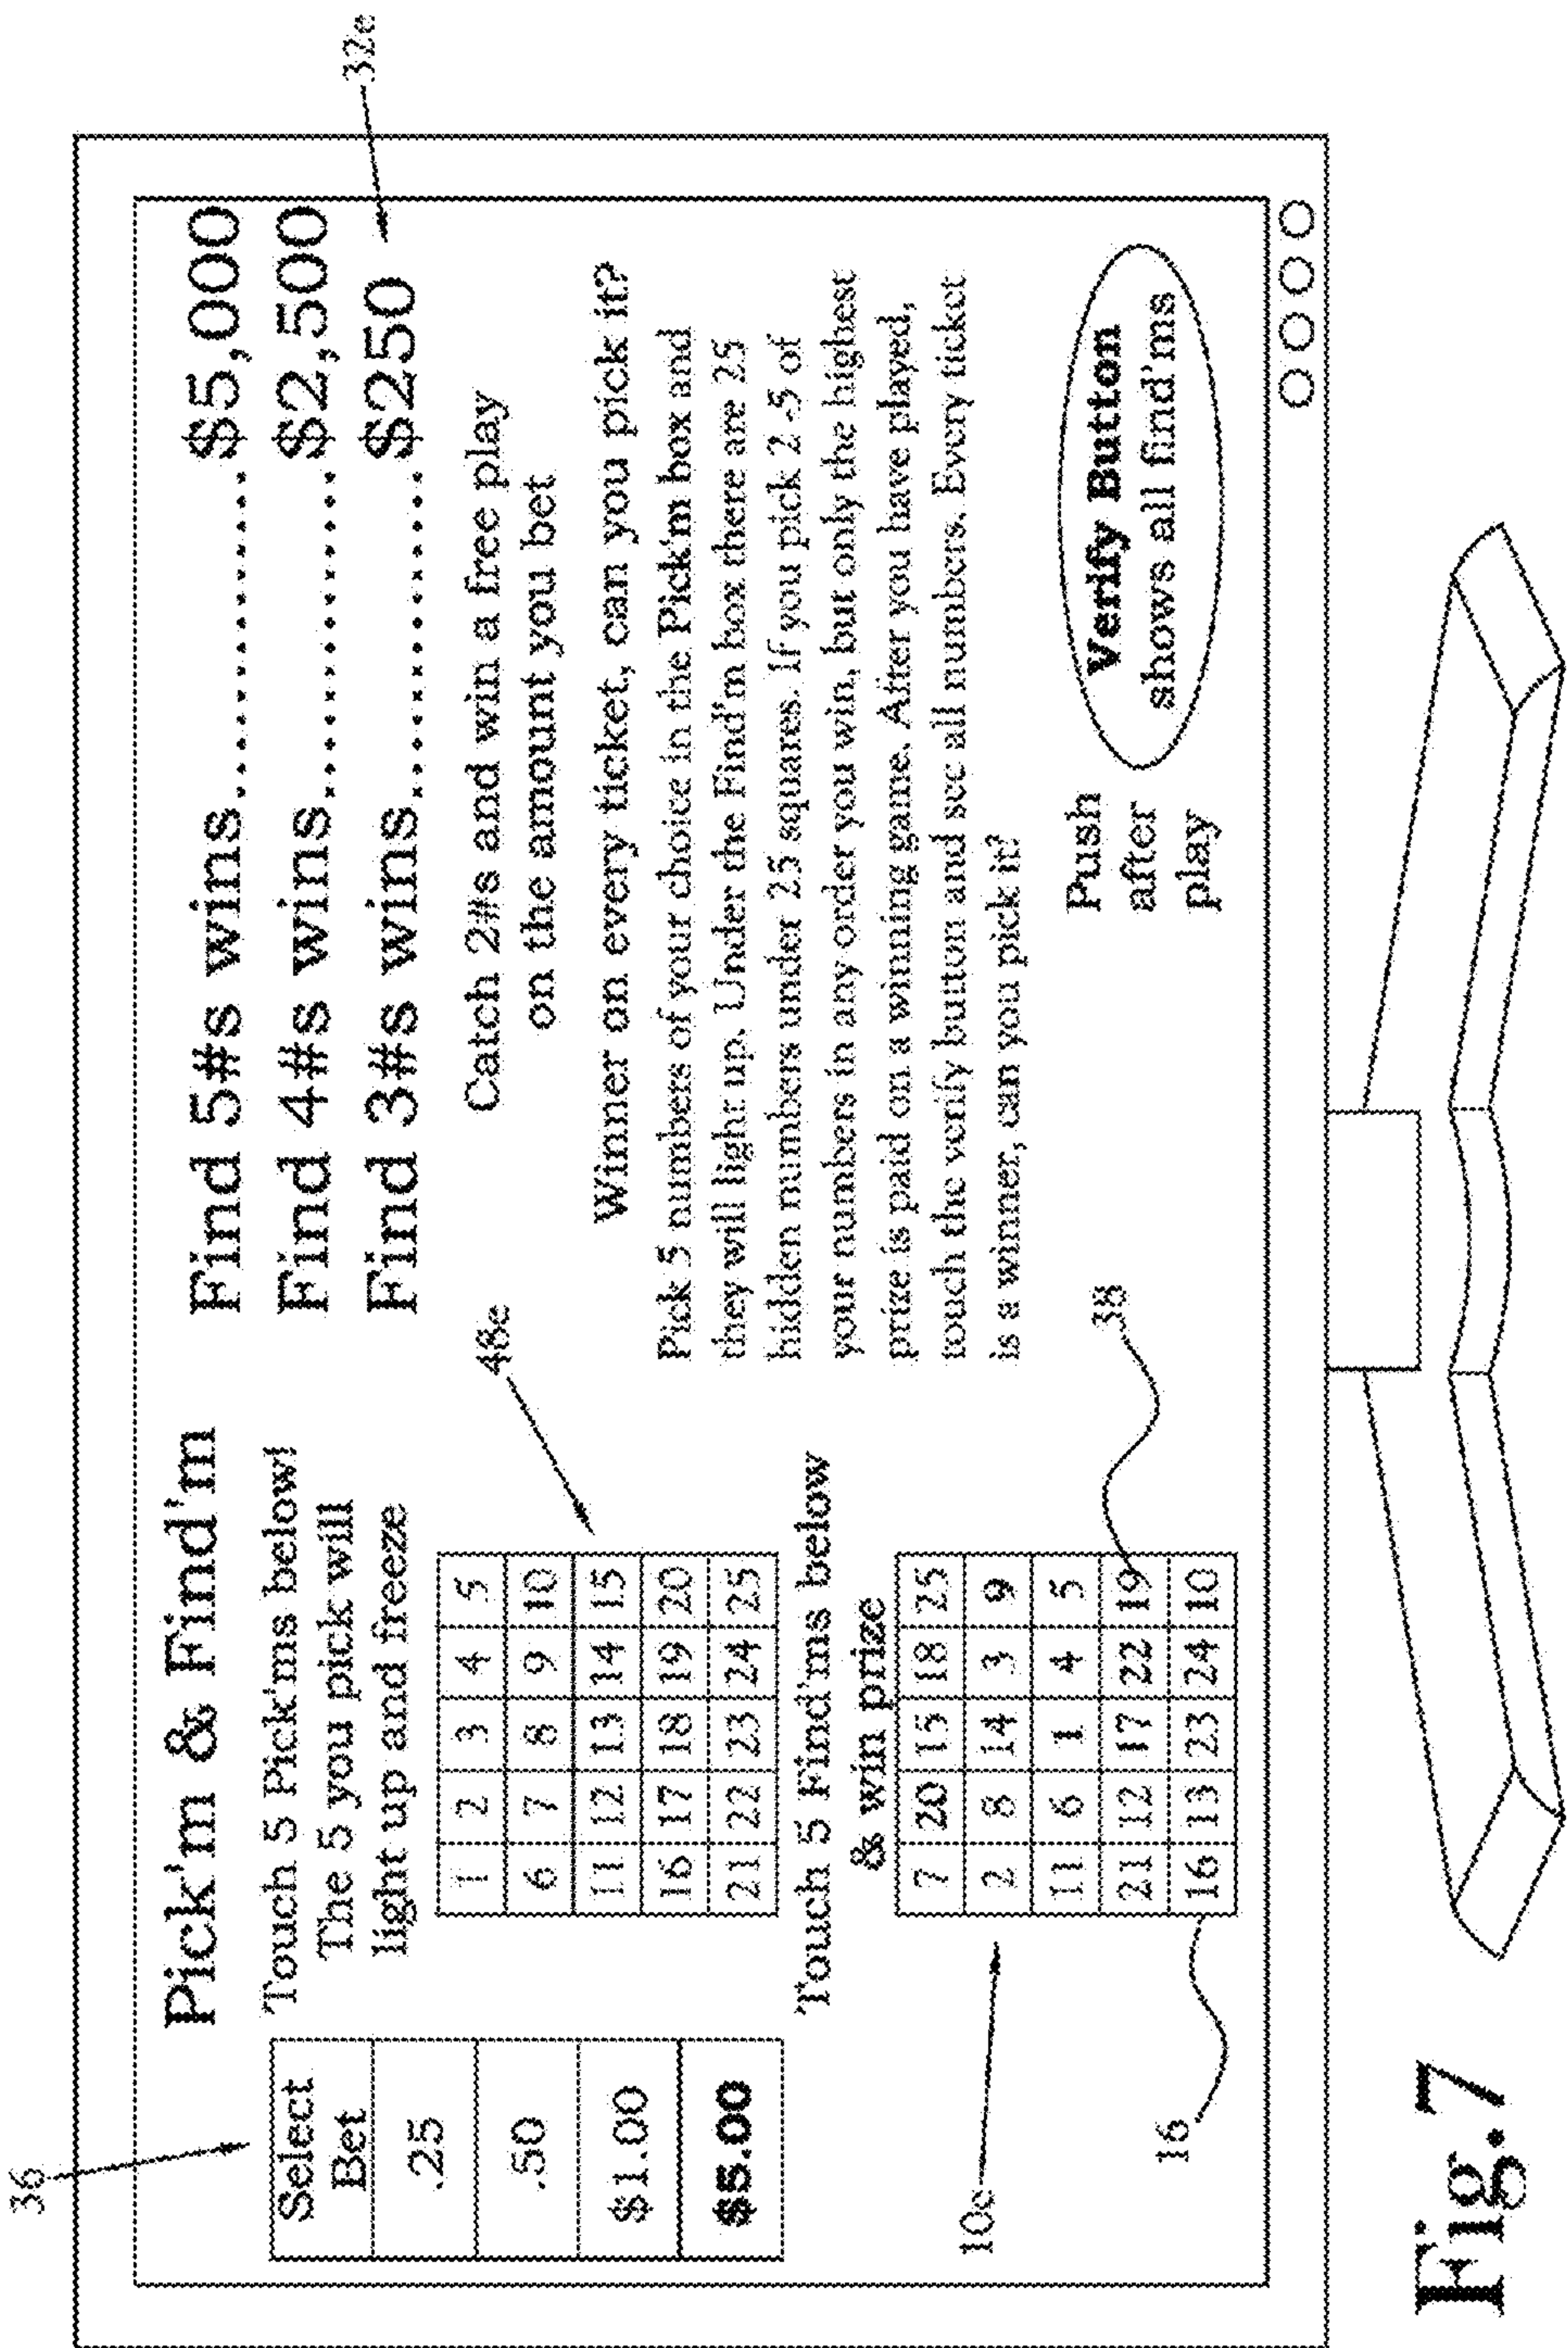 36
Select
Bet
.25
.50
$1.00
$5.00
Pick'm & Find'm
Touch 5 Pick'ms below!
The 5 you pick will
light up and freeze
1 2 3 4 5
6 7 8 9 10
11 12 13 14 15
16 17 18 19 20
21 22 23 24 25
48e
Touch 5 Find'ms below
& win prize
7 20 15 18 25
2 8 14 3 9
11 6 1 4 5
21 12 17 22 19
16 13 23 24 10
10e
16
38
Find 5#s wins............ $5,000
Find 4#s wins............ $2,500
Find 3#s wins............ $250
32e
Catch 2#s and win a free play
on the amount you bet
Winner on every ticket, can you pick it?
Pick 5 numbers of your choice in the Pick'm box and
they will light up. Under the Find'm box there are 25
hidden numbers under 25 squares. If you pick 2 -5 of
your numbers in any order you win, but only the highest
prize is paid on a winning game. After you have played,
touch the verify button and see all numbers. Every ticket
is a winner, can you pick it?
Push
after
play
Verify Button
shows all find'ms
Fig.7